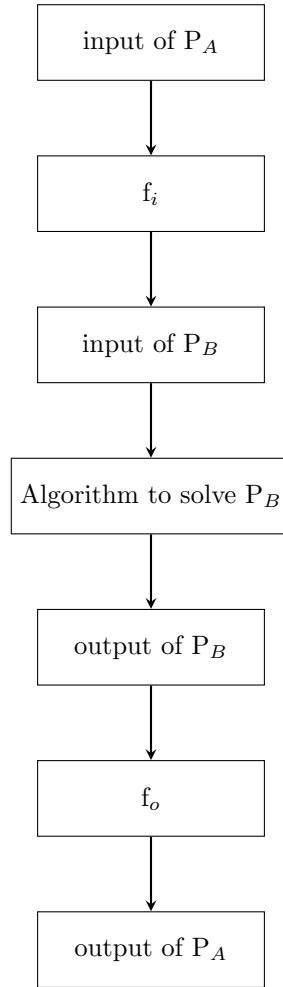 input of P_A
f_i
input of P_B
Algorithm to solve P_B
output of P_B
f_o
output of P_A